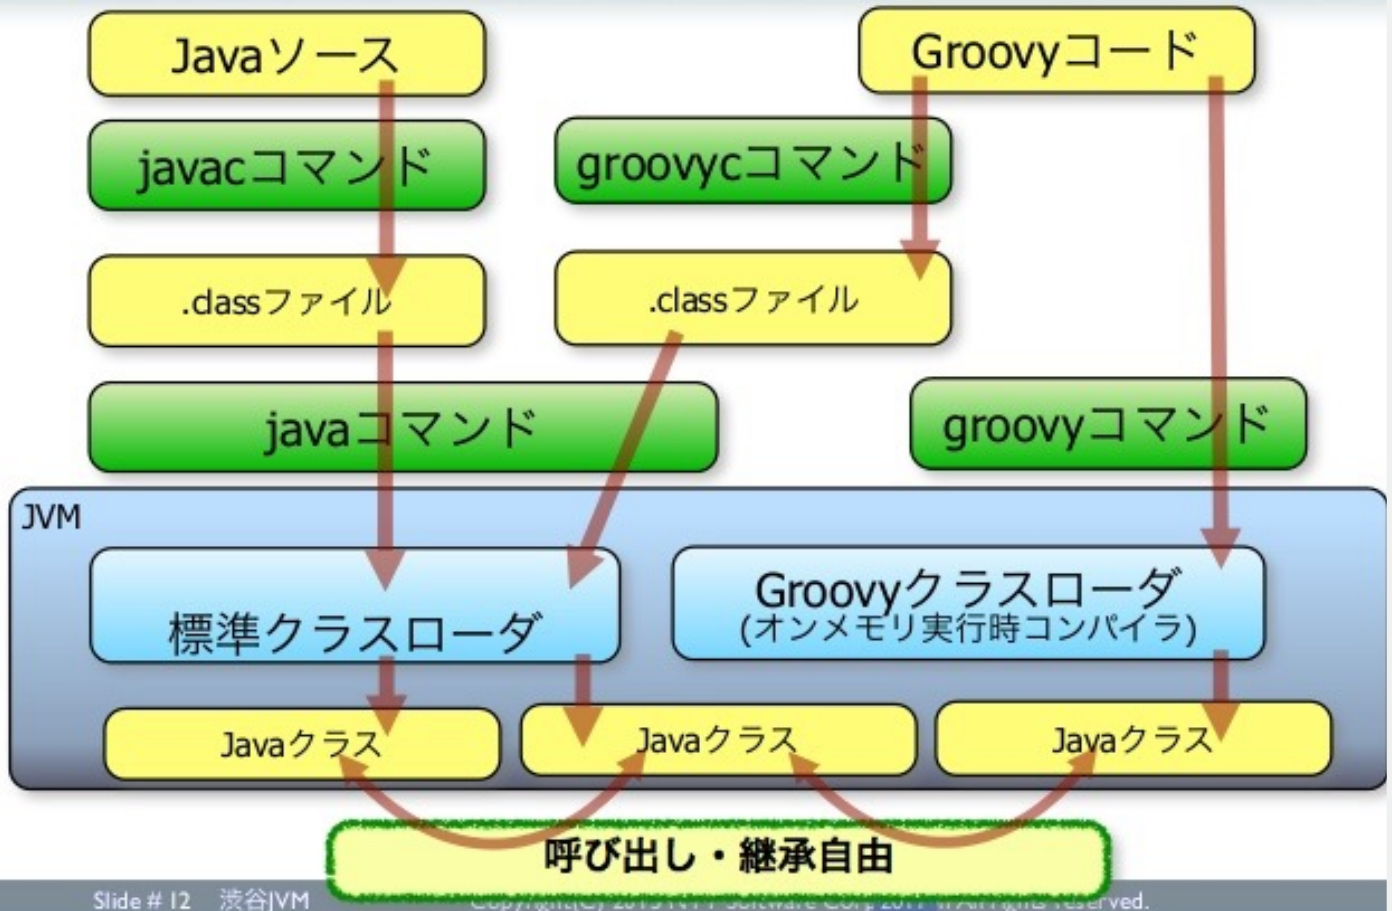 Javaソース
Groovyコード
javacコマンド
groovycコマンド
.classファイル
.classファイル
javaコマンド
groovyコマンド
JVM
標準クラスローダ
Groovyクラスローダ
(オンメモリ実行時コンパイラ)
Javaクラス
Javaクラス
Javaクラス
呼び出し・継承自由
Slide # 12 渋谷JVM
Copyright(C) Software Corp. All rights reserved.